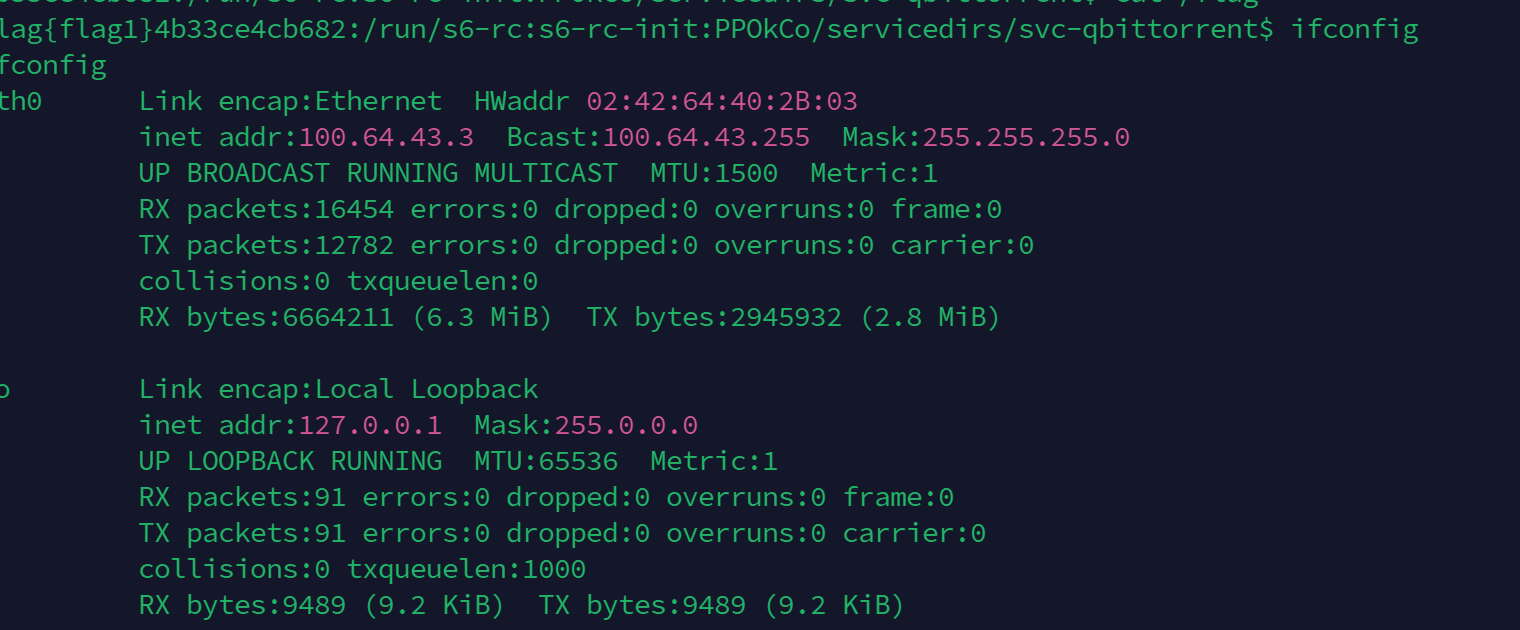 lag{flag1}4b33ce4cb682:/run/s6-rc:s6-rc-init:PPOkCo/servicedirs/svc-qbittorrent$ ifconfig
fconfig
th0 Link encap:Ethernet HWaddr 02:42:64:40:2B:03
inet addr:100.64.43.3 Bcast:100.64.43.255 Mask:255.255.255.0
UP BROADCAST RUNNING MULTICAST MTU:1500 Metric:1
RX packets:16454 errors:0 dropped:0 overruns:0 frame:0
TX packets:12782 errors:0 dropped:0 overruns:0 carrier:0
collisions:0 txqueuelen:0
RX bytes:6664211 (6.3 MiB) TX bytes:2945932 (2.8 MiB)
o Link encap:Local Loopback
inet addr:127.0.0.1 Mask:255.0.0.0
UP LOOPBACK RUNNING MTU:65536 Metric:1
RX packets:91 errors:0 dropped:0 overruns:0 frame:0
TX packets:91 errors:0 dropped:0 overruns:0 carrier:0
collisions:0 txqueuelen:1000
RX bytes:9489 (9.2 KiB) TX bytes:9489 (9.2 KiB)